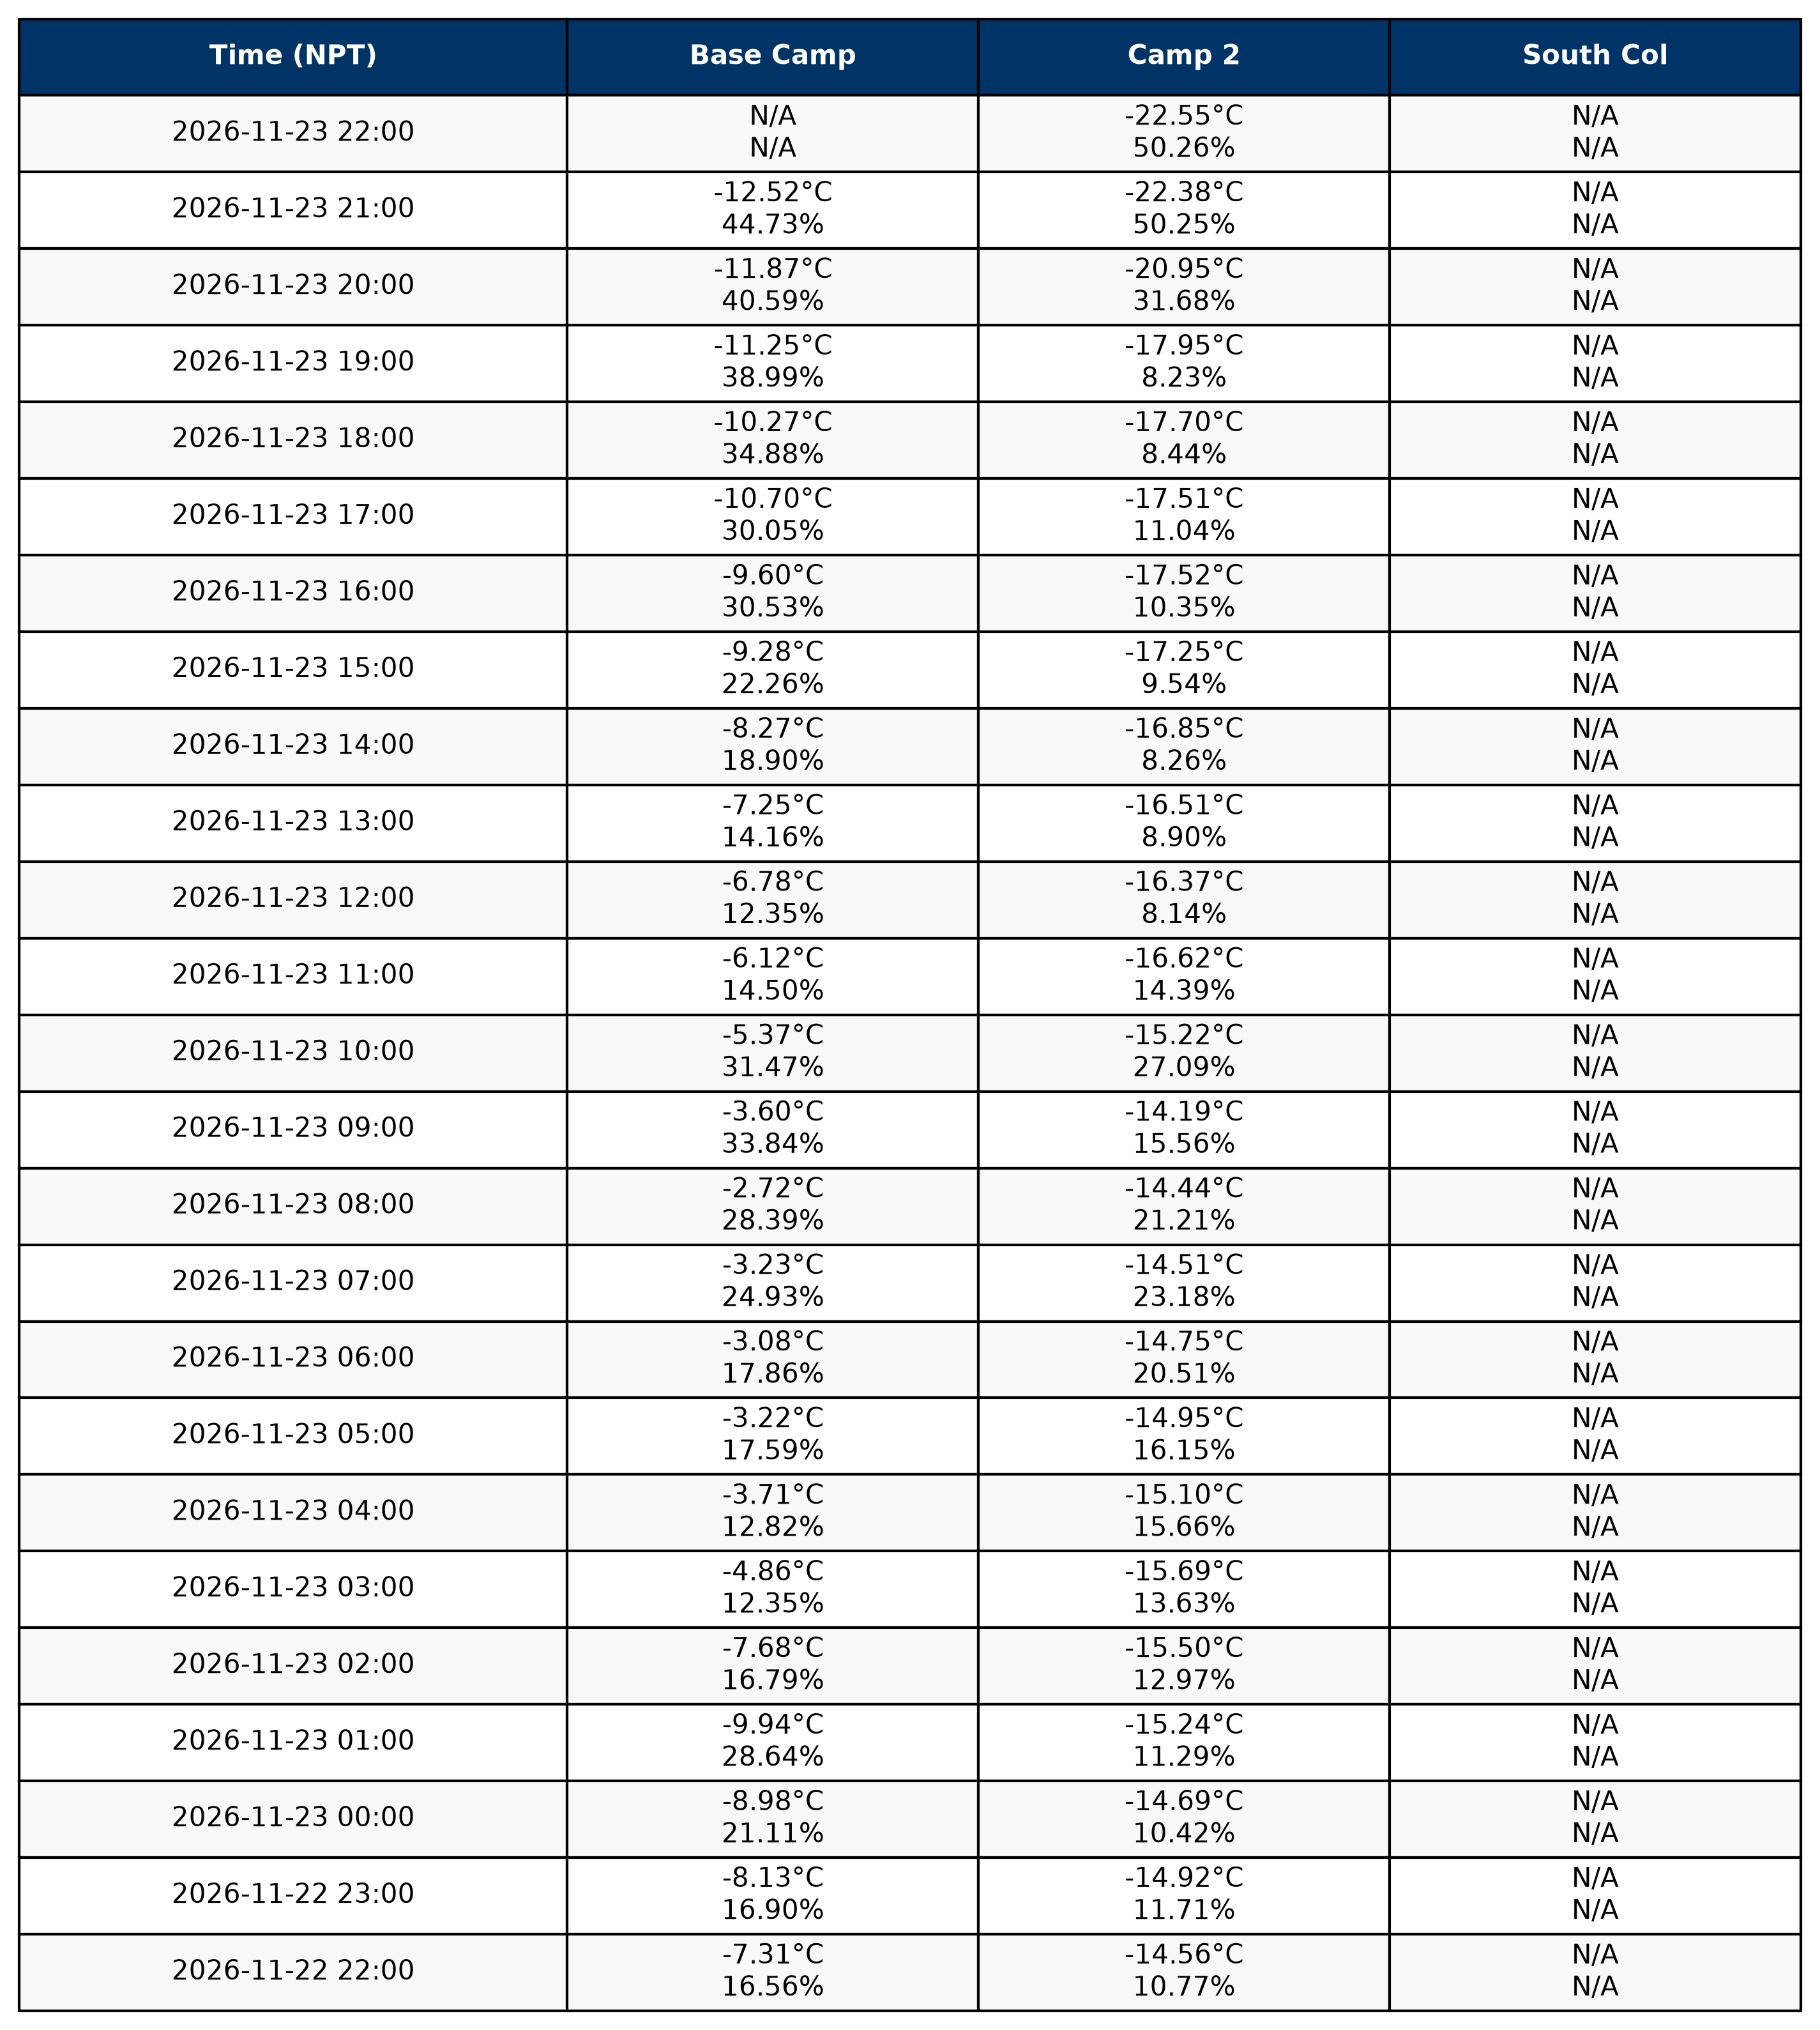 Time (NPT) Base Camp Camp 2 South Col
2026-11-23 22:00 N/A -22.55°C N/A
N/A 50.26% N/A
2026-11-23 21:00 -12.52°C -22.38°C N/A
44.73% 50.25% N/A
2026-11-23 20:00 -11.87°C -20.95°C N/A
40.59% 31.68% N/A
2026-11-23 19:00 -11.25°C -17.95°C N/A
38.99% 8.23% N/A
2026-11-23 18:00 -10.27°C -17.70°C N/A
34.88% 8.44% N/A
2026-11-23 17:00 -10.70°C -17.51°C N/A
30.05% 11.04% N/A
2026-11-23 16:00 -9.60°C -17.52°C N/A
30.53% 10.35% N/A
2026-11-23 15:00 -9.28°C -17.25°C N/A
22.26% 9.54% N/A
2026-11-23 14:00 -8.27°C -16.85°C N/A
18.90% 8.26% N/A
2026-11-23 13:00 -7.25°C -16.51°C N/A
14.16% 8.90% N/A
2026-11-23 12:00 -6.78°C -16.37°C N/A
12.35% 8.14% N/A
2026-11-23 11:00 -6.12°C -16.62°C N/A
14.50% 14.39% N/A
2026-11-23 10:00 -5.37°C -15.22°C N/A
31.47% 27.09% N/A
2026-11-23 09:00 -3.60°C -14.19°C N/A
33.84% 15.56% N/A
2026-11-23 08:00 -2.72°C -14.44°C N/A
28.39% 21.21% N/A
2026-11-23 07:00 -3.23°C -14.51°C N/A
24.93% 23.18% N/A
2026-11-23 06:00 -3.08°C -14.75°C N/A
17.86% 20.51% N/A
2026-11-23 05:00 -3.22°C -14.95°C N/A
17.59% 16.15% N/A
2026-11-23 04:00 -3.71°C -15.10°C N/A
12.82% 15.66% N/A
2026-11-23 03:00 -4.86°C -15.69°C N/A
12.35% 13.63% N/A
2026-11-23 02:00 -7.68°C -15.50°C N/A
16.79% 12.97% N/A
2026-11-23 01:00 -9.94°C -15.24°C N/A
28.64% 11.29% N/A
2026-11-23 00:00 -8.98°C -14.69°C N/A
21.11% 10.42% N/A
2026-11-22 23:00 -8.13°C -14.92°C N/A
16.90% 11.71% N/A
2026-11-22 22:00 -7.31°C -14.56°C N/A
16.56% 10.77% N/A